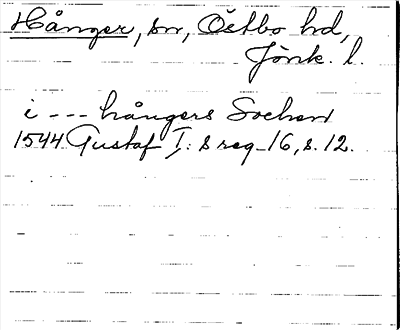 Hånger, sn, Östbo hd,
Jönk. l.
i --- hångers Sochen
1544 Gustaf I:s reg. 16, s. 12.